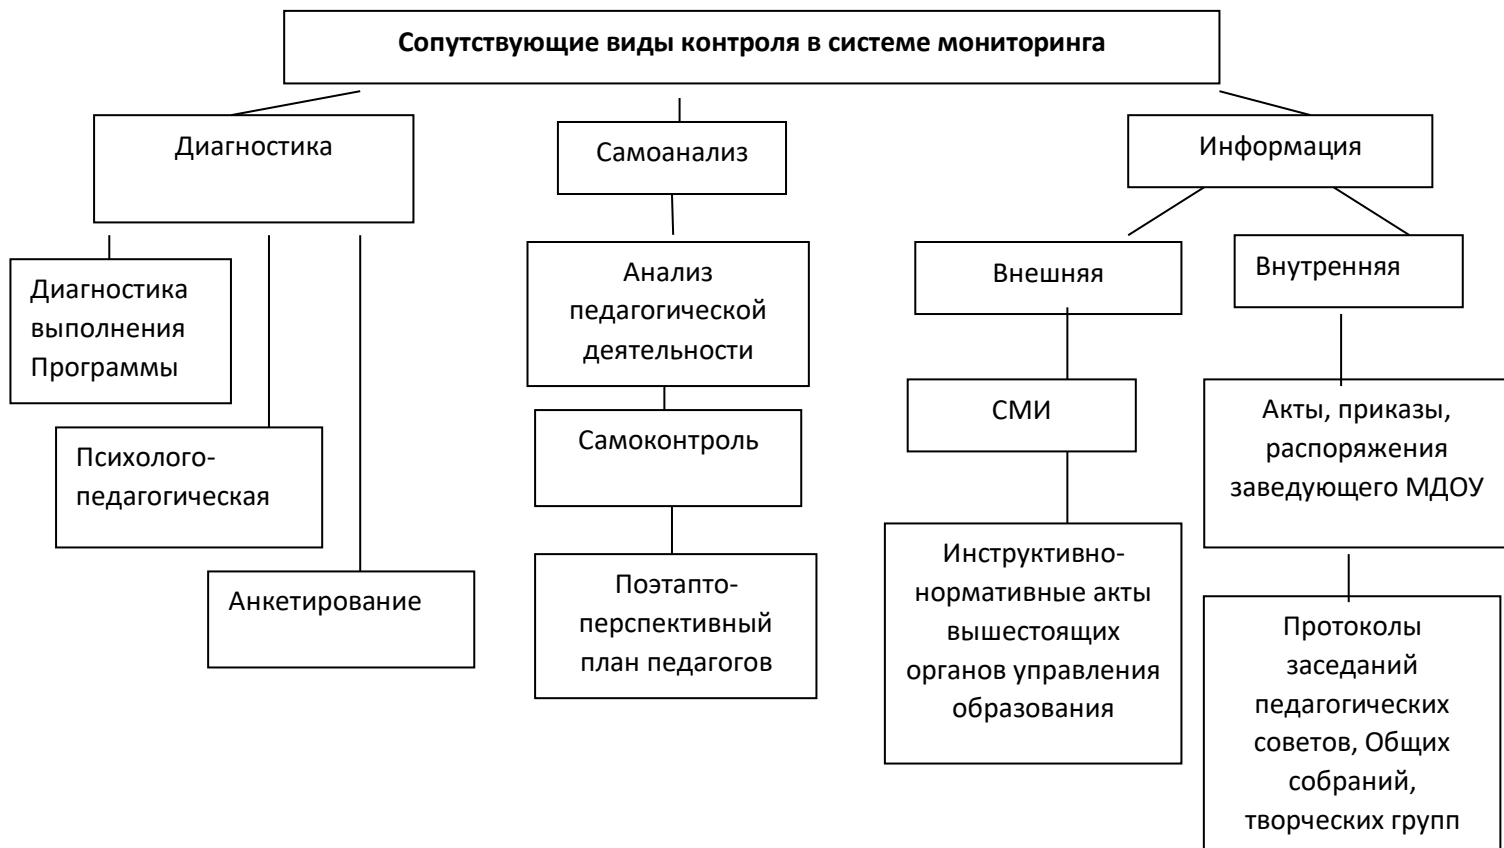 Сопутствующие виды контроля в системе мониторинга
Диагностика
Самоанализ
Информация
Диагностика
выполнения
Программы
Психолого-
педагогическая
Анкетирование
Анализ
педагогической
деятельности
Самоконтроль
Поэтапто-
перспективный
план педагогов
Внешняя
СМИ
Инструктивно-
нормативные акты
вышестоящих
органов управления
образования
Внутренняя
Акты, приказы,
распоряжения
заведующего МДОУ
Протоколы
заседаний
педагогических
советов, Общих
собраний,
творческих групп